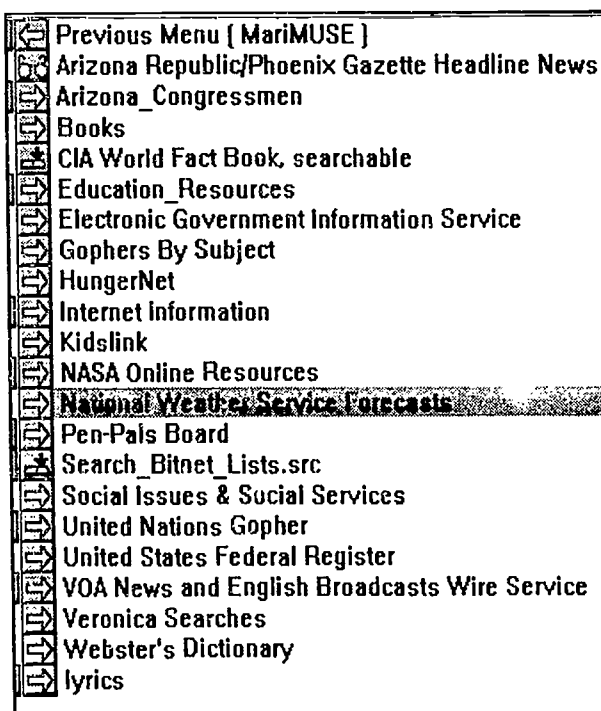 Previous Menu [ MariMUSE ]
Arizona Republic/Phoenix Gazette Headline News
Arizona_Congressmen
Books
CIA World Fact Book, searchable
Education_Resources
Electronic Government Information Service
Gophers By Subject
HungerNet
Internet Information
Kidslink
NASA Online Resources
National Weather Service Forecasts
Pen-Pals Board
Search_Bitnet_Lists.src
Social Issues & Social Services
United Nations Gopher
United States Federal Register
VOA News and English Broadcasts Wire Service
Veronica Searches
Webster's Dictionary
lyrics